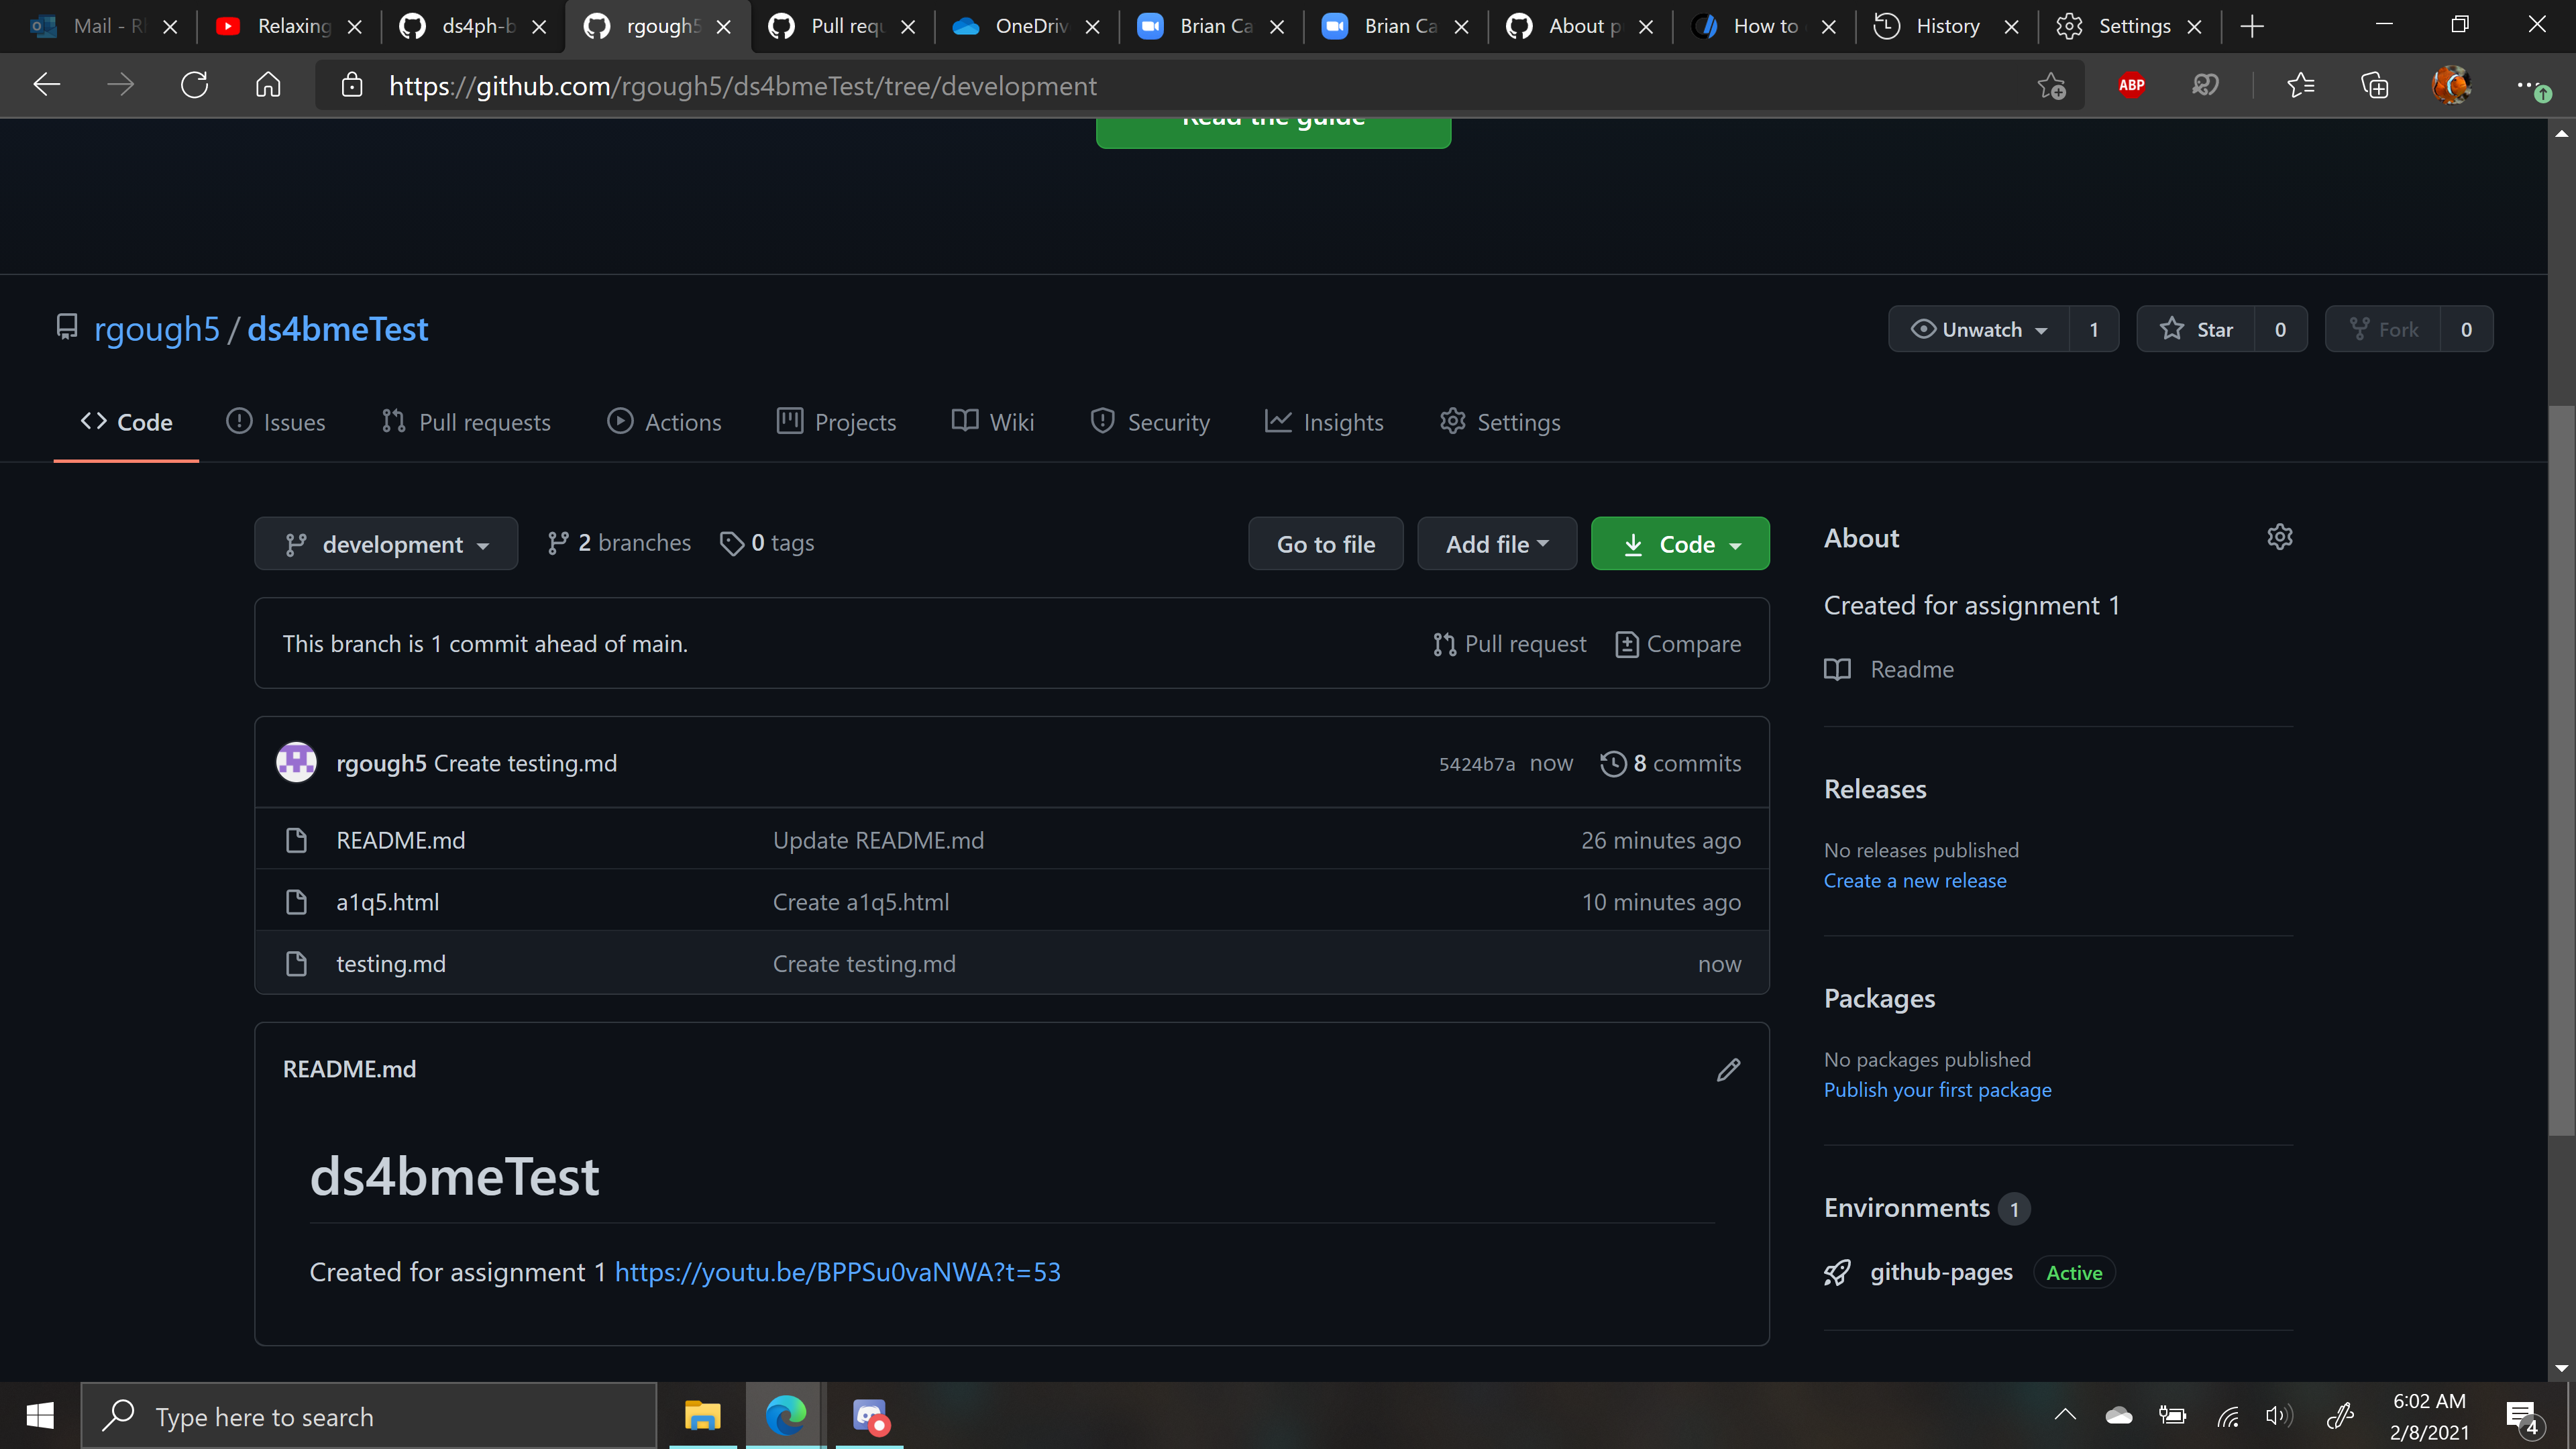 Mail - R
Relaxing
ds4ph-b
rgough5
Pull requ
OneDriv
Brian Ca
Brian Ca
About p
How to
History
Settings
https://github.com/rgough5/ds4bmeTest/tree/development
ABP
Read the guide
rgough5 / ds4bmeTest
Unwatch 1
Star 0
Fork 0
Code
Issues
Pull requests
Actions
Projects
Wiki
Security
Insights
Settings
development
2 branches
0 tags
Go to file
Add file
Code
This branch is 1 commit ahead of main.
Pull request
Compare
rgough5 Create testing.md
5424b7a now
8 commits
README.md Update README.md 26 minutes ago
a1q5.html Create a1q5.html 10 minutes ago
testing.md Create testing.md now
README.md
ds4bmeTest
Created for assignment 1 https://youtu.be/BPPSu0vaNWA?t=53
About
Created for assignment 1
Readme
Releases
No releases published
Create a new release
Packages
No packages published
Publish your first package
Environments 1
github-pages Active
Type here to search
6:02 AM
2/8/2021
4